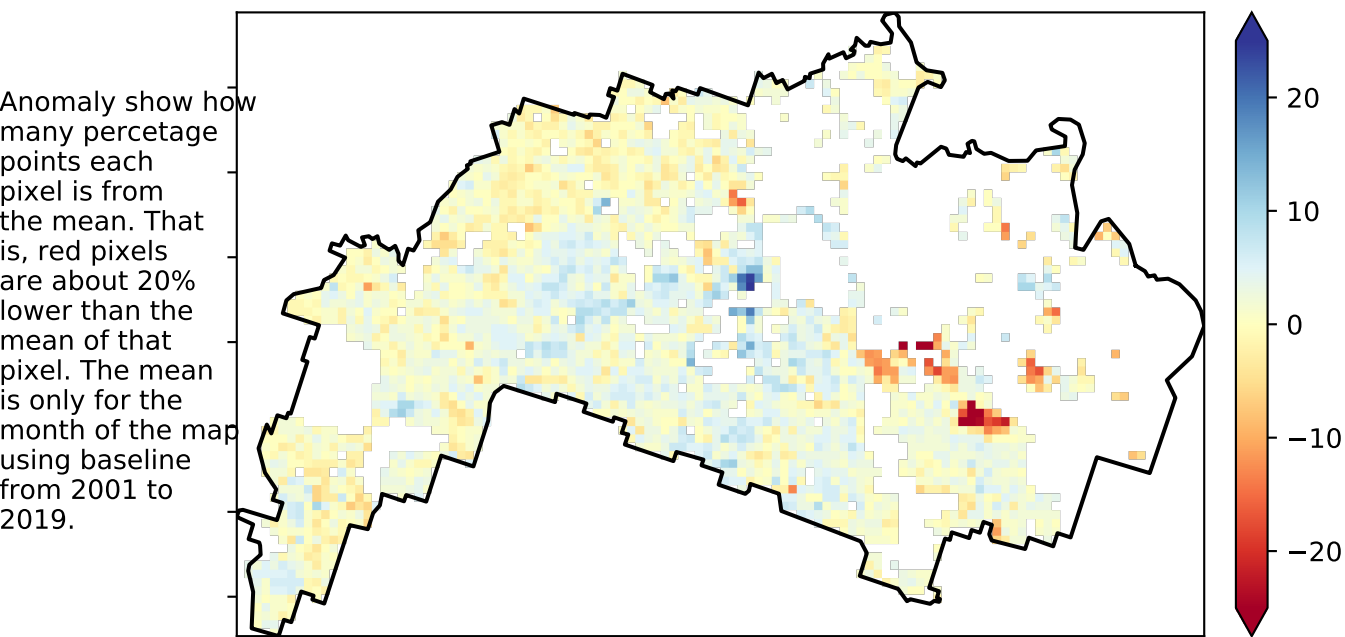 Anomaly show how
many percetage
points each
pixel is from
the mean. That
is, red pixels
are about 20%
lower than the
mean of that
pixel. The mean
is only for the
month of the map
using baseline
from 2001 to
2019.
20
10
0
−10
−20